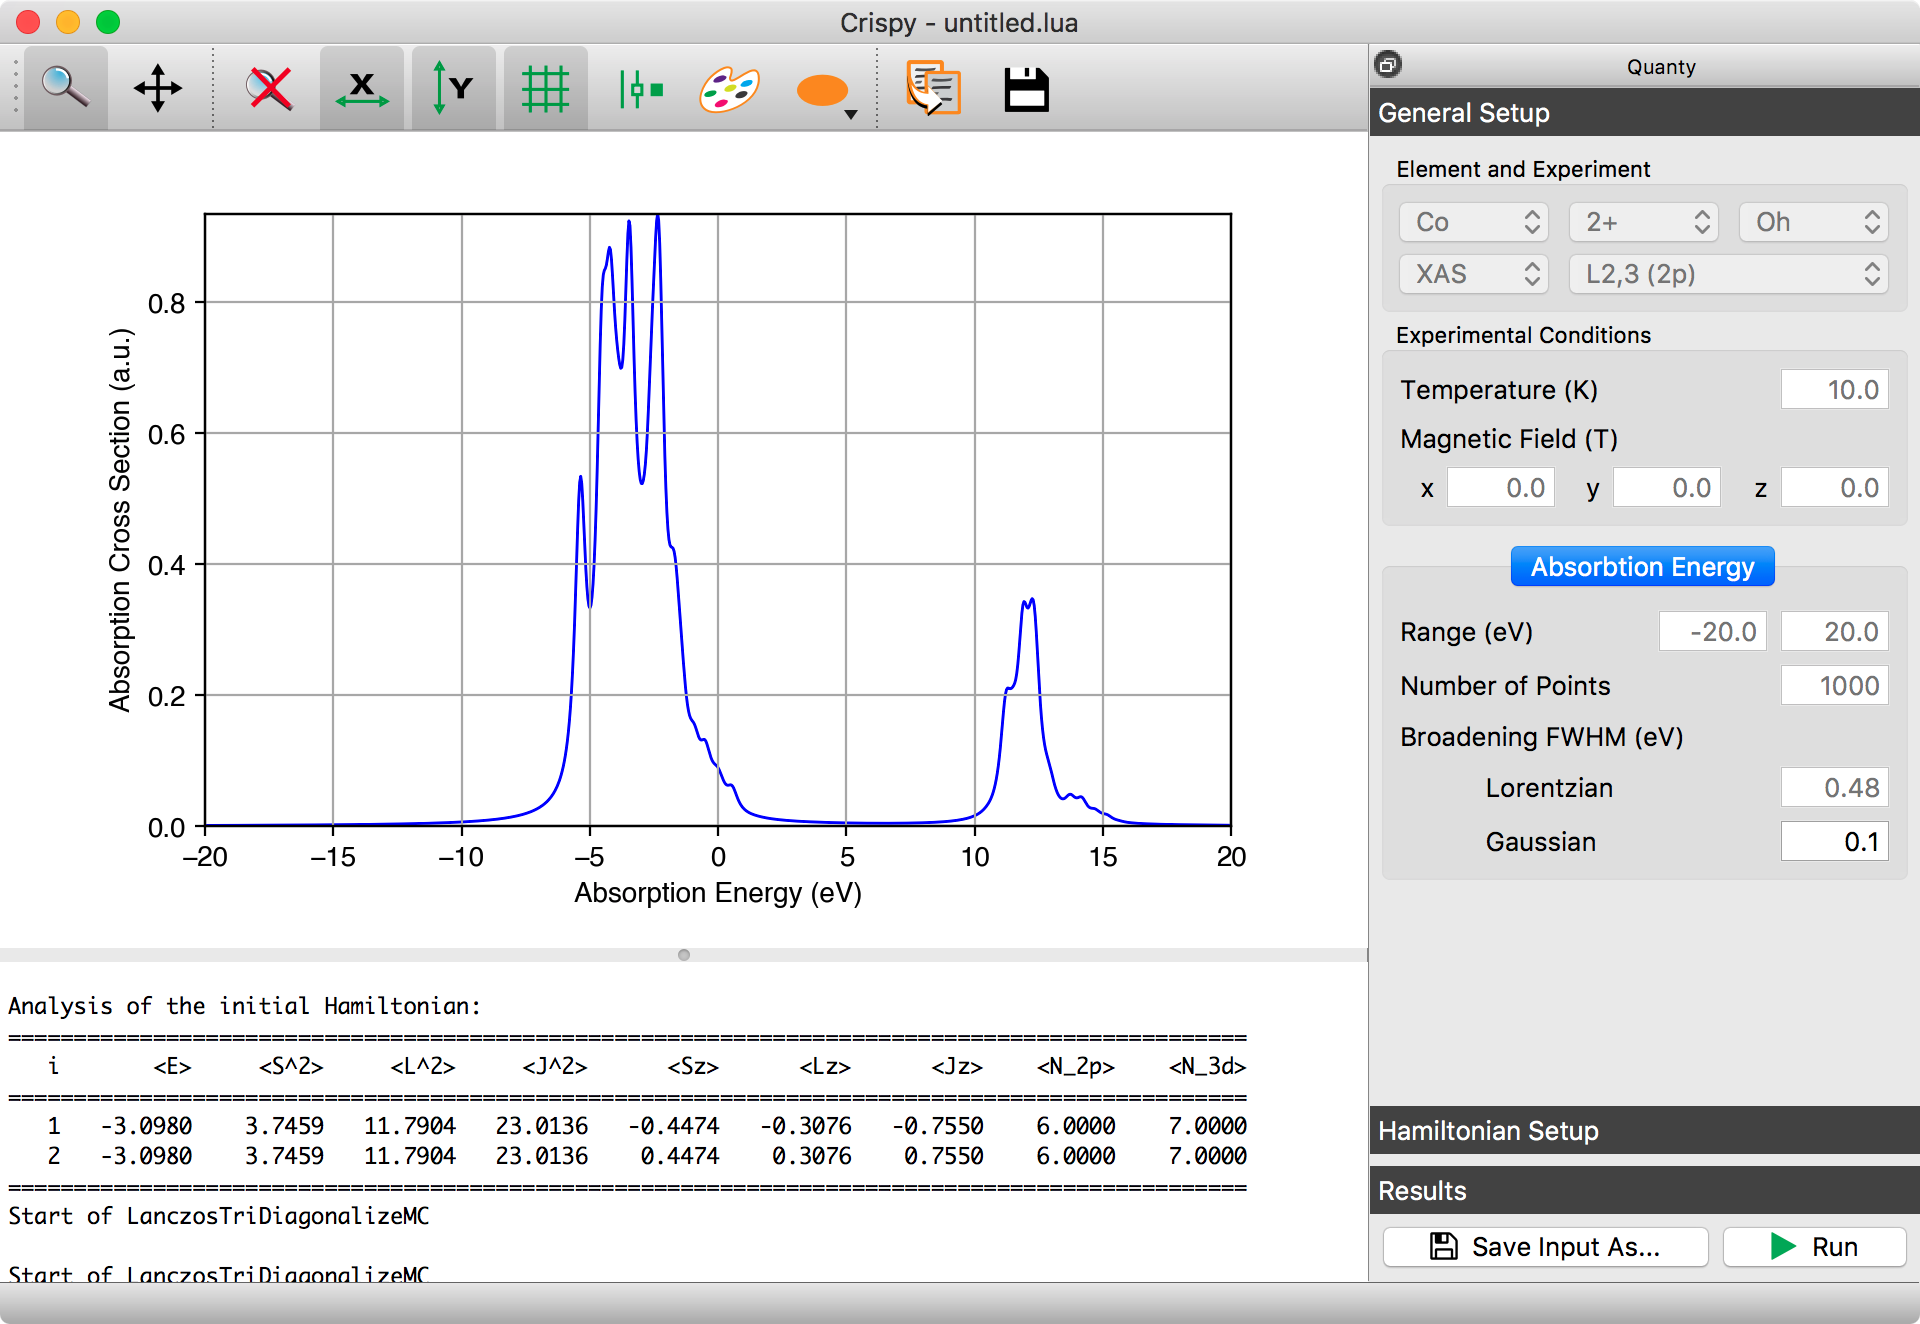 Crispy - untitled.lua
X
Y
Quanty
General Setup
Element and Experiment
Co 2+ Oh
XAS L2,3 (2p)
Experimental Conditions
Temperature (K) 10.0
Magnetic Field (T)
x 0.0 y 0.0 z 0.0
Absorbtion Energy
Range (eV) -20.0 20.0
Number of Points 1000
Broadening FWHM (eV)
Lorentzian 0.48
Gaussian 0.1
Hamiltonian Setup
Results
Save Input As...
Run
Absorption Cross Section (a.u.)
0.8
0.6
0.4
0.2
0.0
−20 −15 −10 −5 0 5 10 15 20
Absorption Energy (eV)
Analysis of the initial Hamiltonian:
==============================================================================================
i <E> <S^2> <L^2> <J^2> <Sz> <Lz> <Jz> <N_2p> <N_3d>
==============================================================================================
1 -3.0980 3.7459 11.7904 23.0136 -0.4474 -0.3076 -0.7550 6.0000 7.0000
2 -3.0980 3.7459 11.7904 23.0136 0.4474 0.3076 0.7550 6.0000 7.0000
==============================================================================================
Start of LanczosTriDiagonalizeMC
Start of LanczosTriDiagonalizeMC